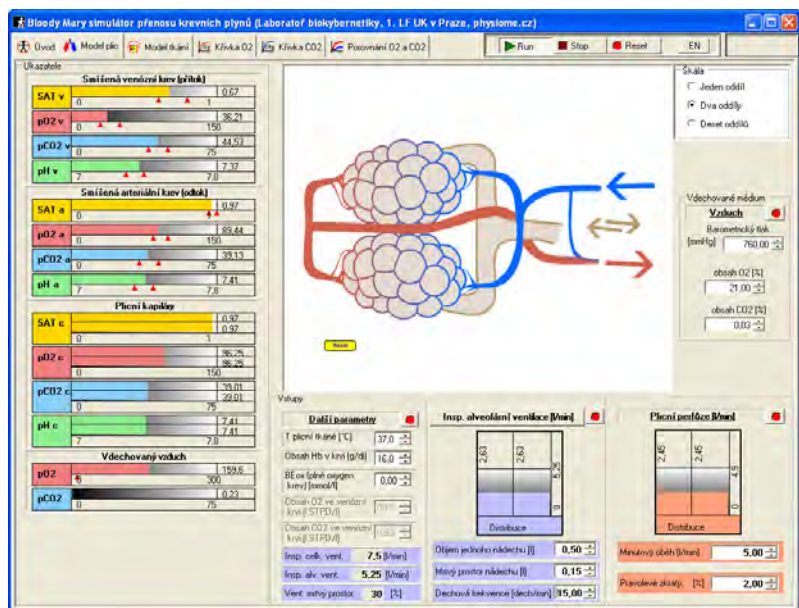 Bloody Mary simulátor přenosu krevních plynů (Laboratoř biokybernetiky, 1. LF UK v Praze, physiome.cz)
Úvod Model plic Model tkání Křivka O2 Křivka CO2 Porovnání O2 a CO2 Run Stop Reset EN
Ukazatele
Smíšená venózní krev (přítok)
SAT v 0,67
0 1
pO2 v 36,21
0 150
pCO2 v 44,53
0 75
pH v 7,37
7 7,8
Smíšená arteriální krev (odtok)
SAT a 0,97
0 1
pO2 a 89,44
0 150
pCO2 a 39,13
0 75
pH a 7,41
7 7,8
Plicní kapiláry
SAT c 0,97
0,97
0 1
pO2 c 96,25
96,25
0 150
pCO2 c 39,01
39,01
0 75
pH c 7,41
7,41
7 7,8
Vdechovaný vzduch
pO2 159,6
0 300
pCO2 0,23
0 75
Reset
Škála
Jeden oddíl
Dva oddíly
Deset oddílů
Vdechované médium
Vzduch
Barometrický tlak
[mmHg] 760,00
obsah O2 [%]
21,00
obsah CO2 [%]
0,03
Vstupy
Další parametry
T plicní tkáně [°C] 37,0
Obsah Hb v krvi [g/dl] 16,0
BEox (plně oxygen
krev) [mmol/l] 0,00
Obsah O2 ve venózní
krvi [l STPD/l]
Obsah CO2 ve venózní
krvi [l STPD/l]
Insp. celk. vent. 7,5 [l/min]
Insp. alv. vent. 5,25 [l/min]
Vent. mrtvý prostor 30 [%]
Insp. alveolární ventilace [l/min]
2,63 2,63 5,25
0
Distribuce
Objem jednoho nádechu [l] 0,50
Mrtvý prostor nádechu [l] 0,15
Dechová frekvence [dech/min] 15,00
Plicní perfúze [l/min]
2,45 2,45 4,9
0
Distribuce
Minutový oběh [l/min] 5,00
Pravolevé zkraty. [%] 2,00